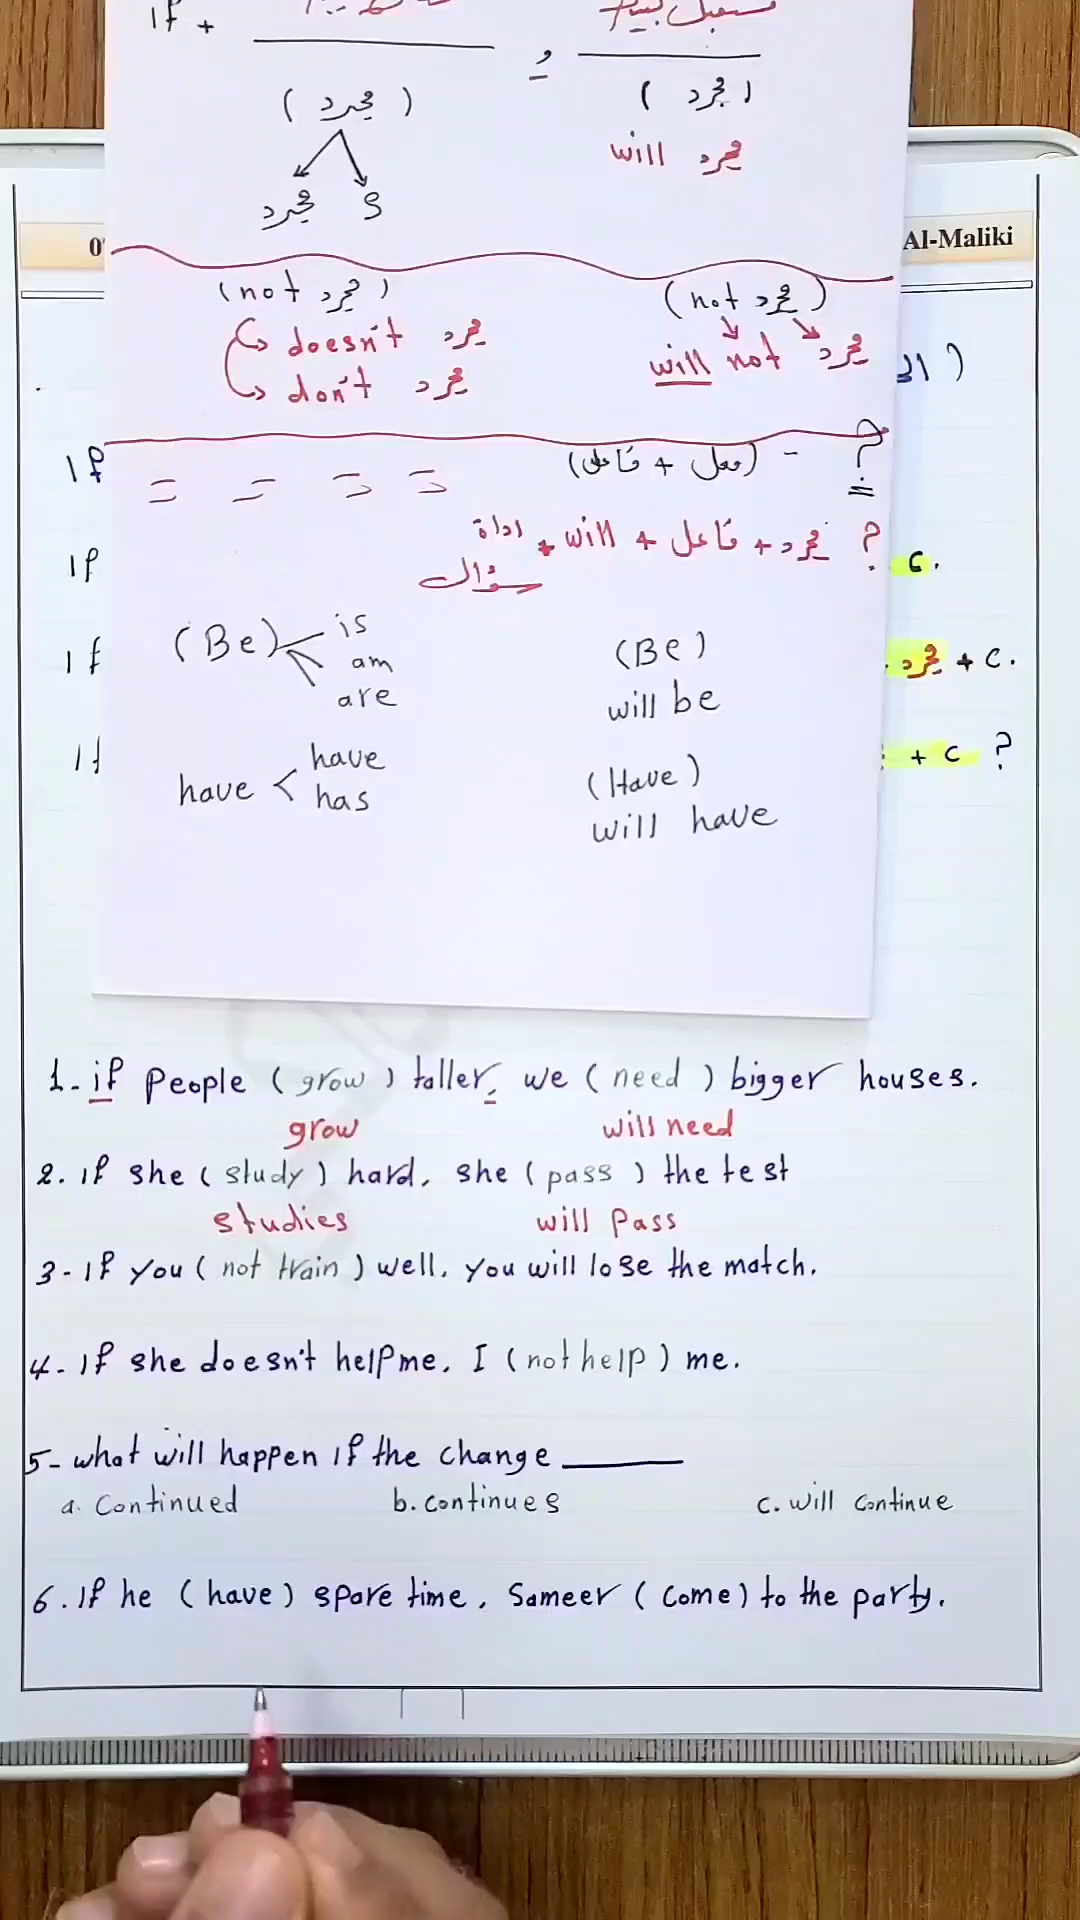 If +
,
مستقبل بسيط
( مجرد )
( مجرد )
will مجرد
مجرد S
Al-Maliki
(not مجرد)
(not مجرد)
doesn't مجرد
don't مجرد
will not مجرد
If
(فعل + فاعل) - ?
اداة سؤال + will + فاعل + مجرد ?
If
c.
(Be) is
am
are
(Be)
will be
If
مجرد + c.
have < have
has
(Have)
will have
If
+ c ?
1- if People (grow) taller, we (need) bigger houses.
grow will need
2. If she (study) hard, she (pass) the test
studies will Pass
3- If you (not train) well, you will lose the match.
4- If she doesn't help me, I (not help) me.
5- what will happen if the change ______
a. Continued b. continues c. will continue
6. If he (have) spare time, Sameer (come) to the party.